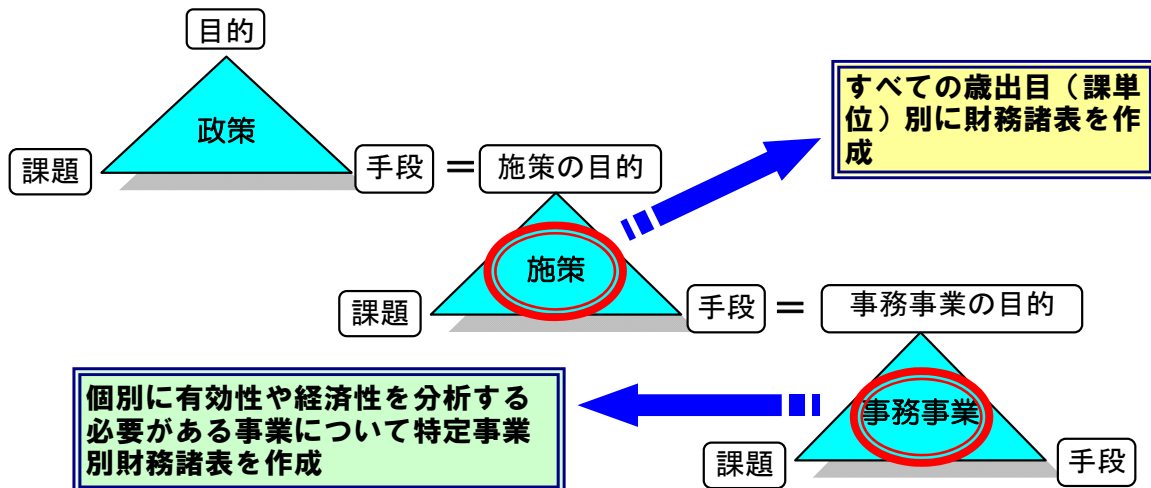 目的
政策
課題
手段
＝
施策の目的
すべての歳出目（課単
位）別に財務諸表を作
成
施策
課題
手段
＝
事務事業の目的
個別に有効性や経済性を分析する
必要がある事業について特定事業
別財務諸表を作成
事務事業
課題
手段